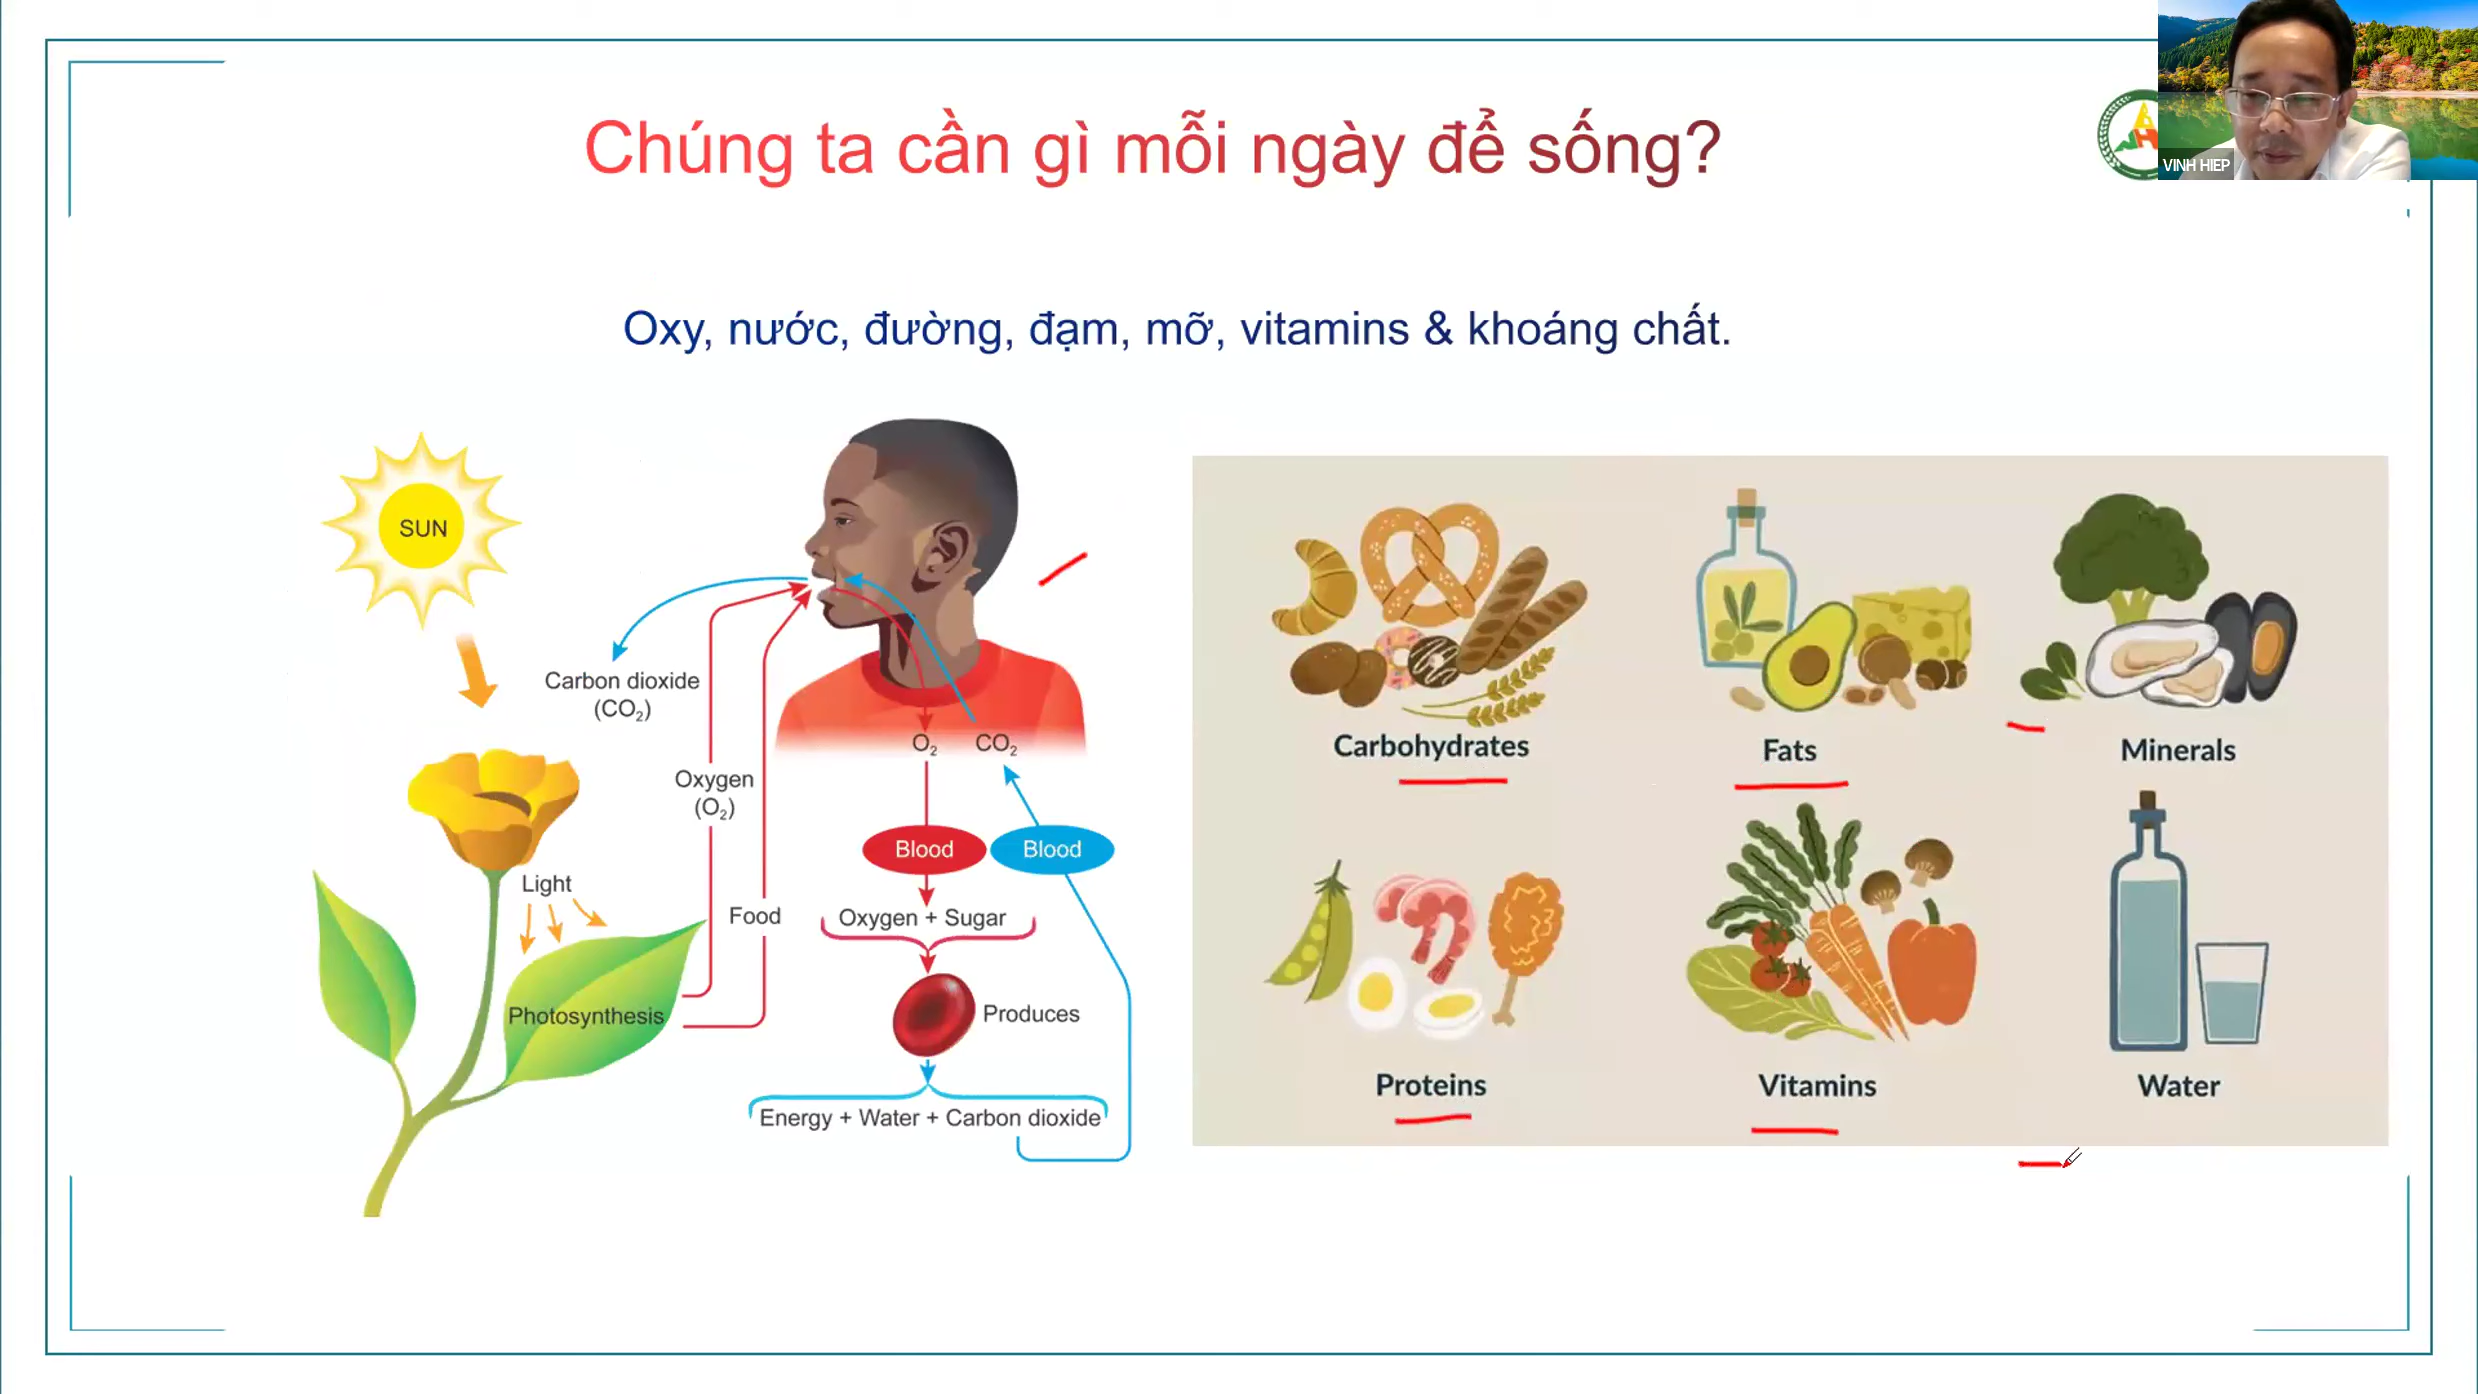 Chúng ta cần gì mỗi ngày để sống?
VINH HIEP
Oxy, nước, đường, đạm, mỡ, vitamins & khoáng chất.
SUN
Carbon dioxide
(CO₂)
O₂
CO₂
Oxygen
(O₂)
Blood
Blood
Light
Food
Oxygen + Sugar
Photosynthesis
Produces
Energy + Water + Carbon dioxide
Carbohydrates
Fats
Minerals
Proteins
Vitamins
Water